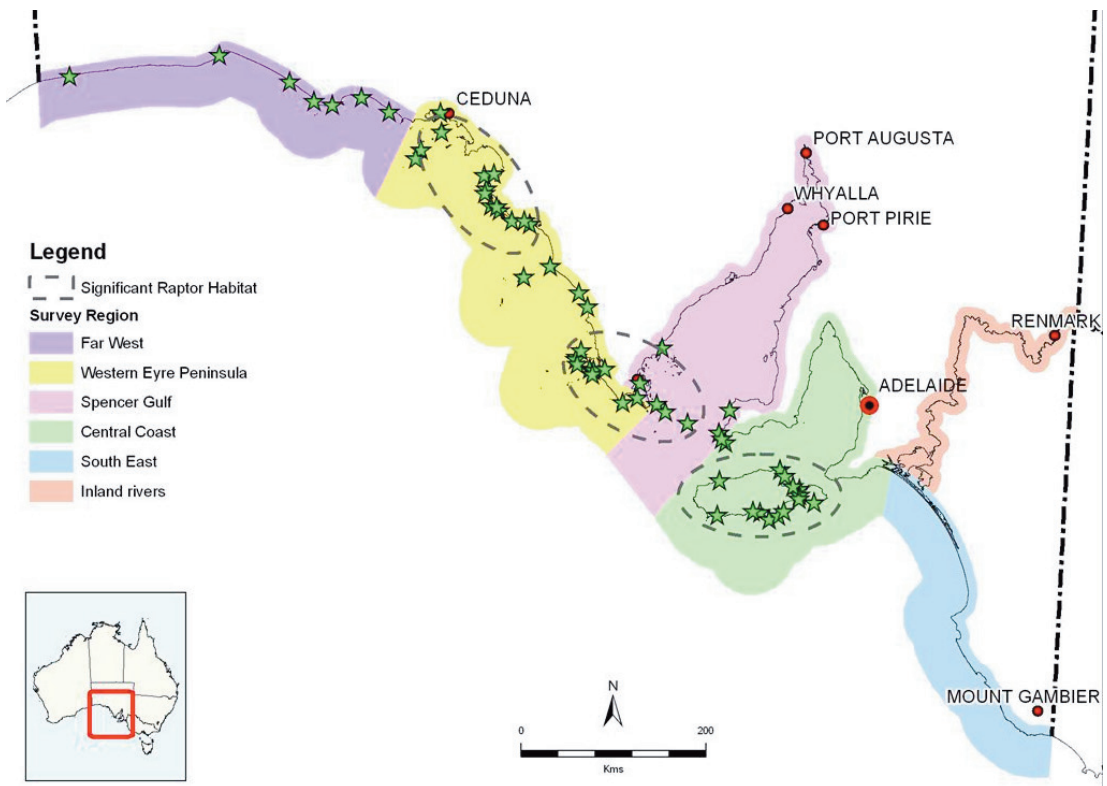 CEDUNA
PORT AUGUSTA
WHYALLA
PORT PIRIE
Legend
Significant Raptor Habitat
Survey Region
Far West
Western Eyre Peninsula
Spencer Gulf
Central Coast
South East
Inland rivers
RENMARK
ADELAIDE
MOUNT GAMBIER
N
0 200
Kms